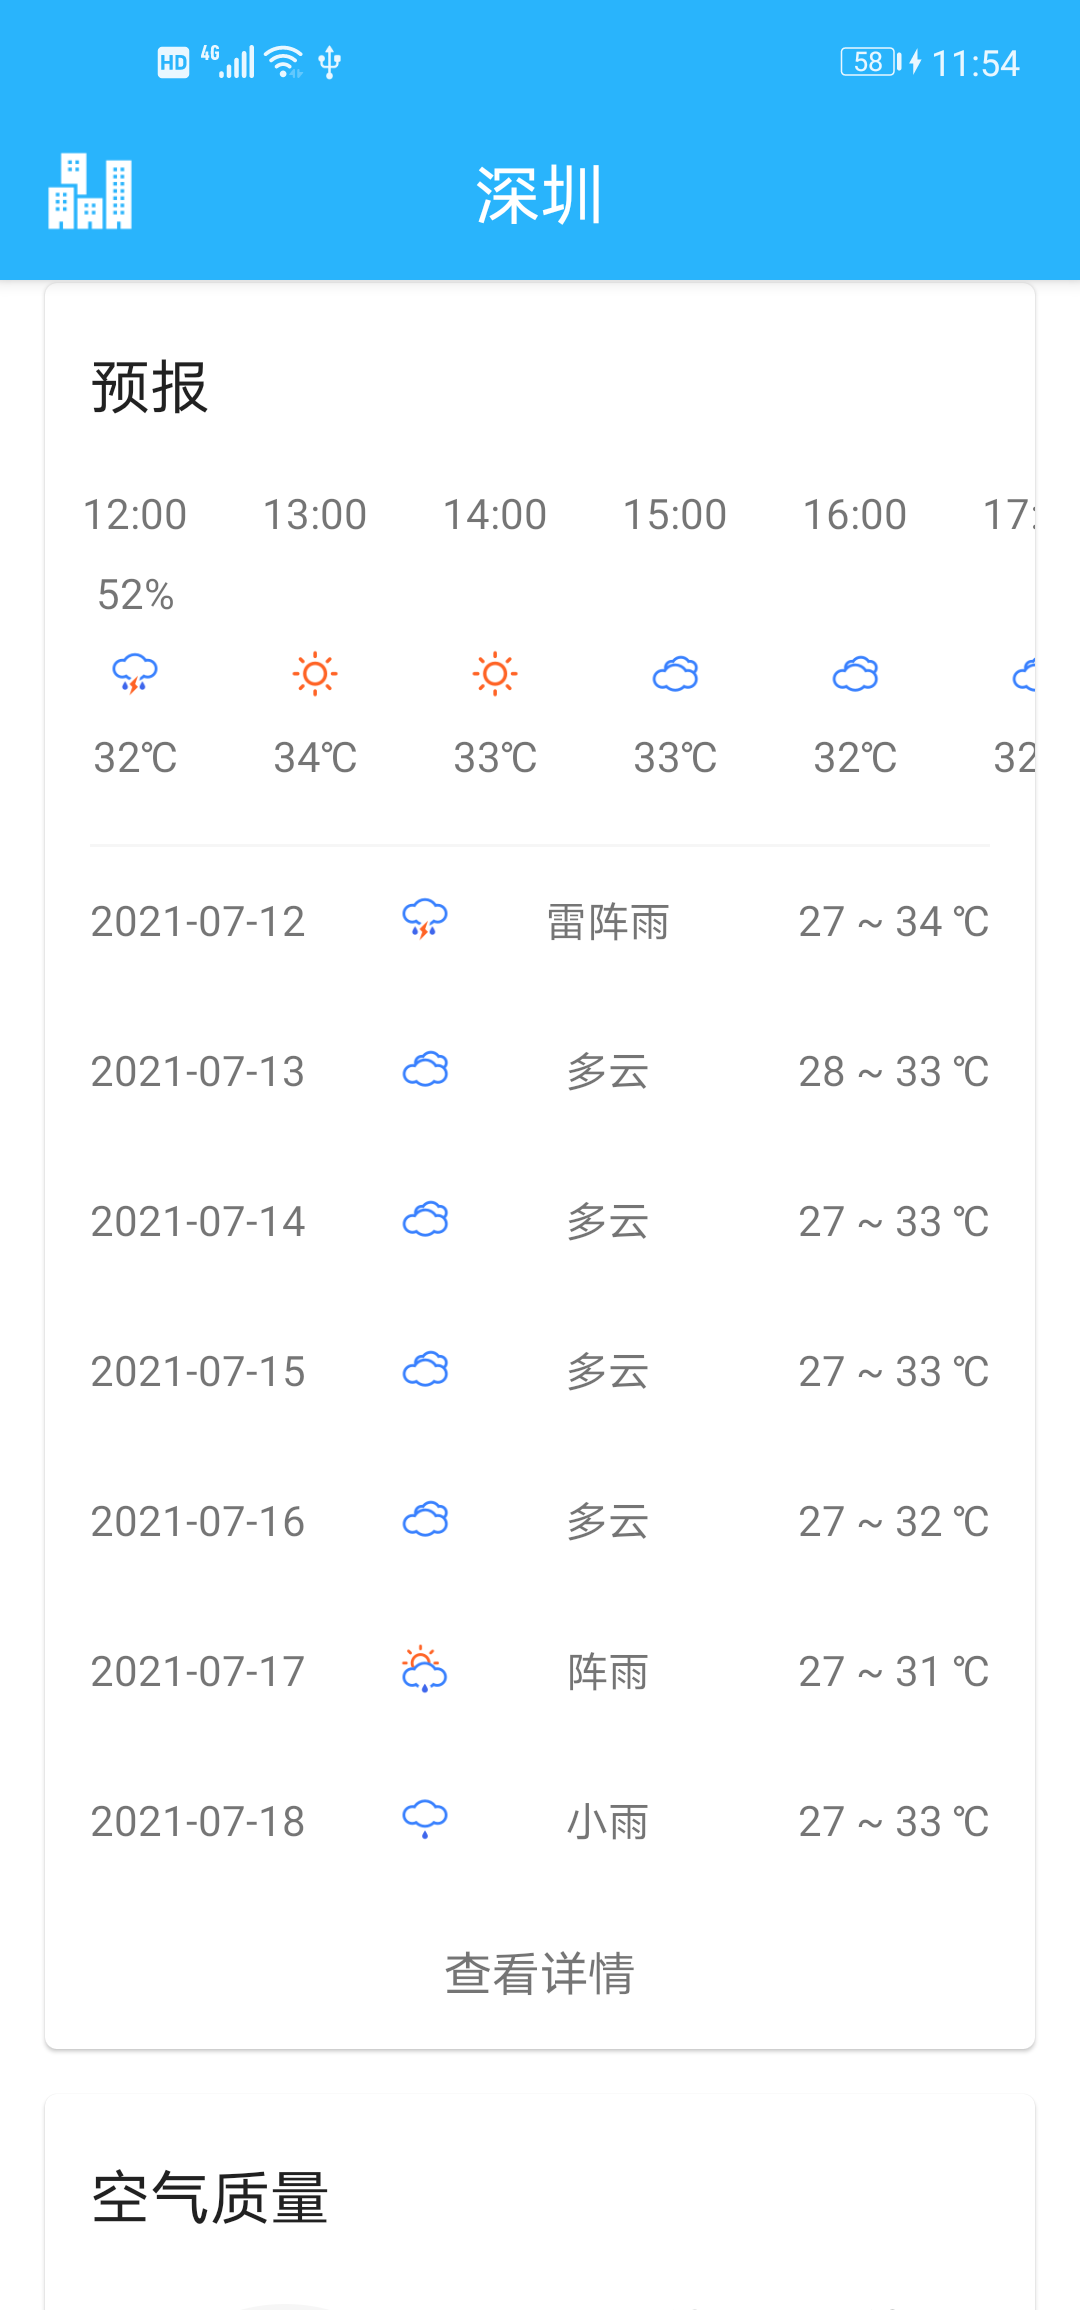 HD 4G 58 11:54
深圳
预报
12:00 13:00 14:00 15:00 16:00 17:
52%
32℃ 34℃ 33℃ 33℃ 32℃ 32
2021-07-12 雷阵雨 27 ~ 34 ℃
2021-07-13 多云 28 ~ 33 ℃
2021-07-14 多云 27 ~ 33 ℃
2021-07-15 多云 27 ~ 33 ℃
2021-07-16 多云 27 ~ 32 ℃
2021-07-17 阵雨 27 ~ 31 ℃
2021-07-18 小雨 27 ~ 33 ℃
查看详情
空气质量